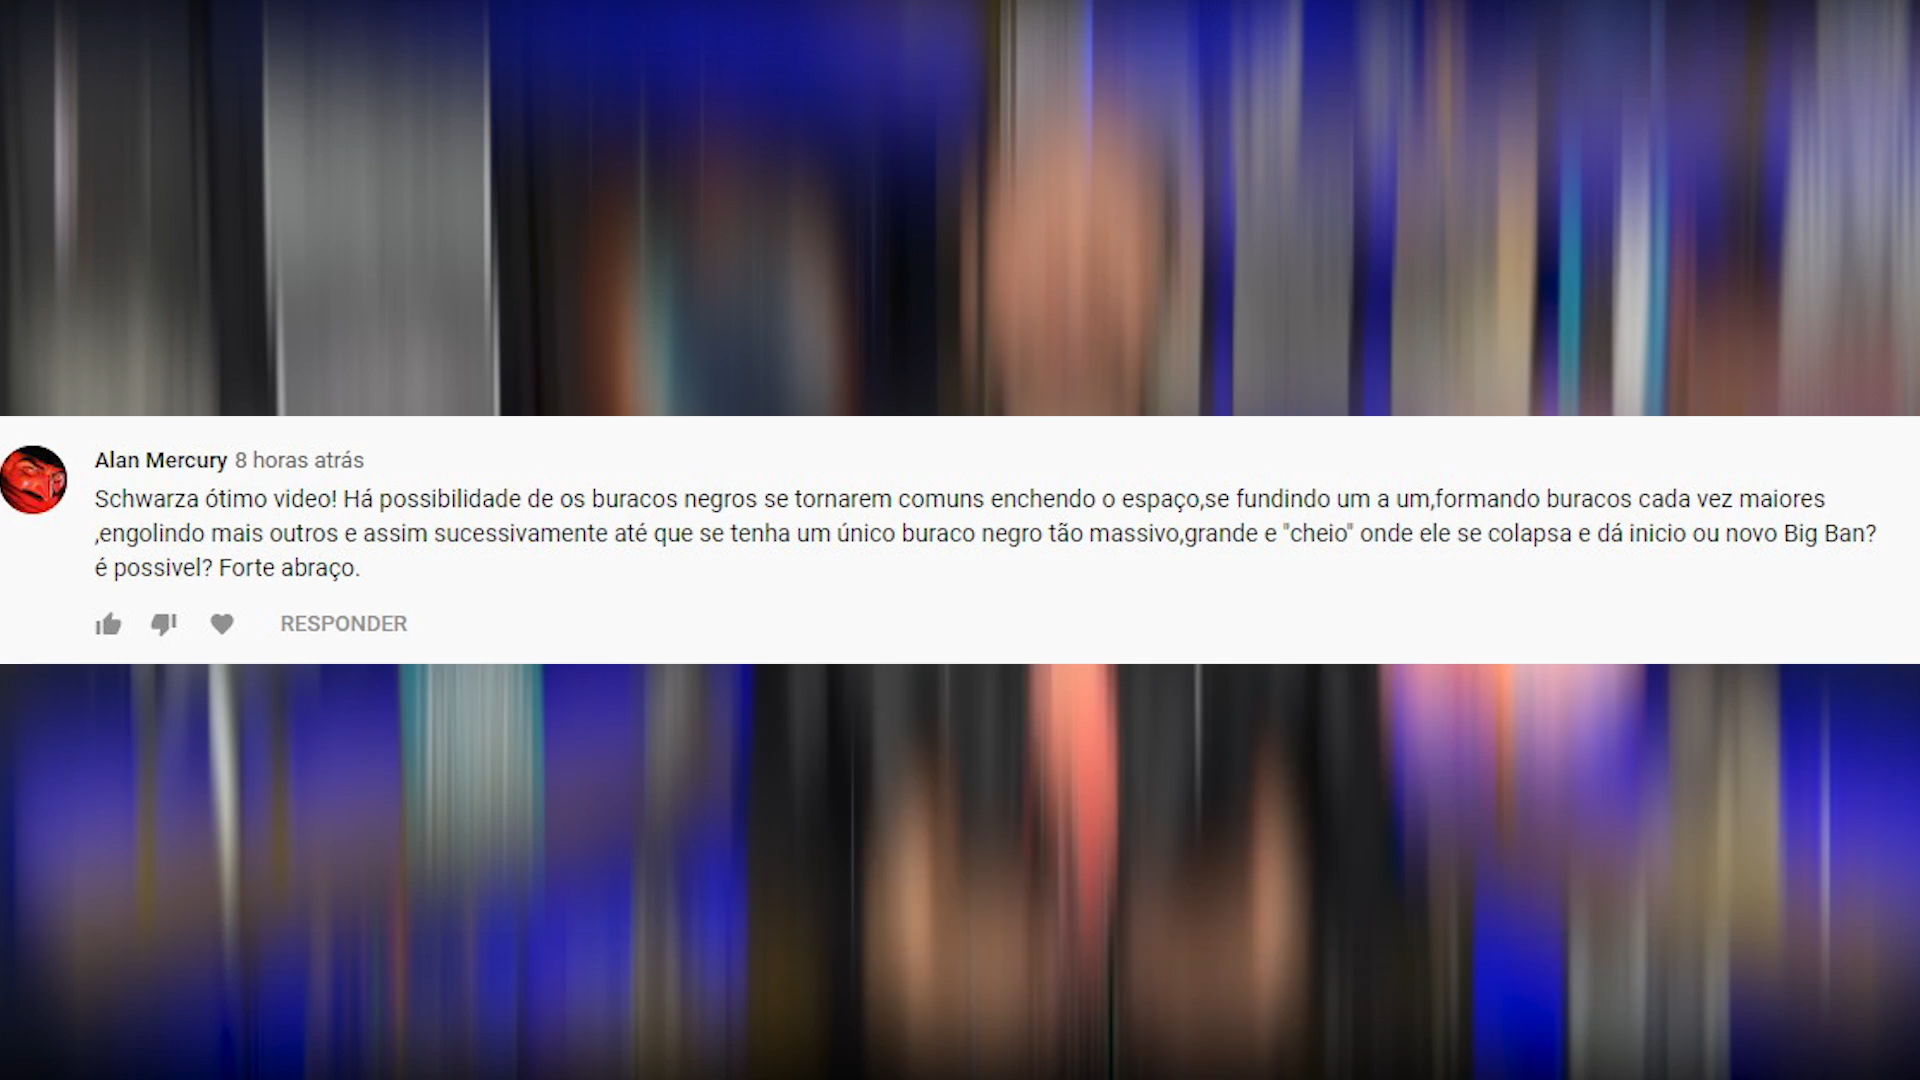 Alan Mercury 8 horas atrás
Schwarza ótimo video! Há possibilidade de os buracos negros se tornarem comuns enchendo o espaço,se fundindo um a um,formando buracos cada vez maiores
,engolindo mais outros e assim sucessivamente até que se tenha um único buraco negro tão massivo,grande e "cheio" onde ele se colapsa e dá inicio ou novo Big Ban?
é possivel? Forte abraço.
RESPONDER